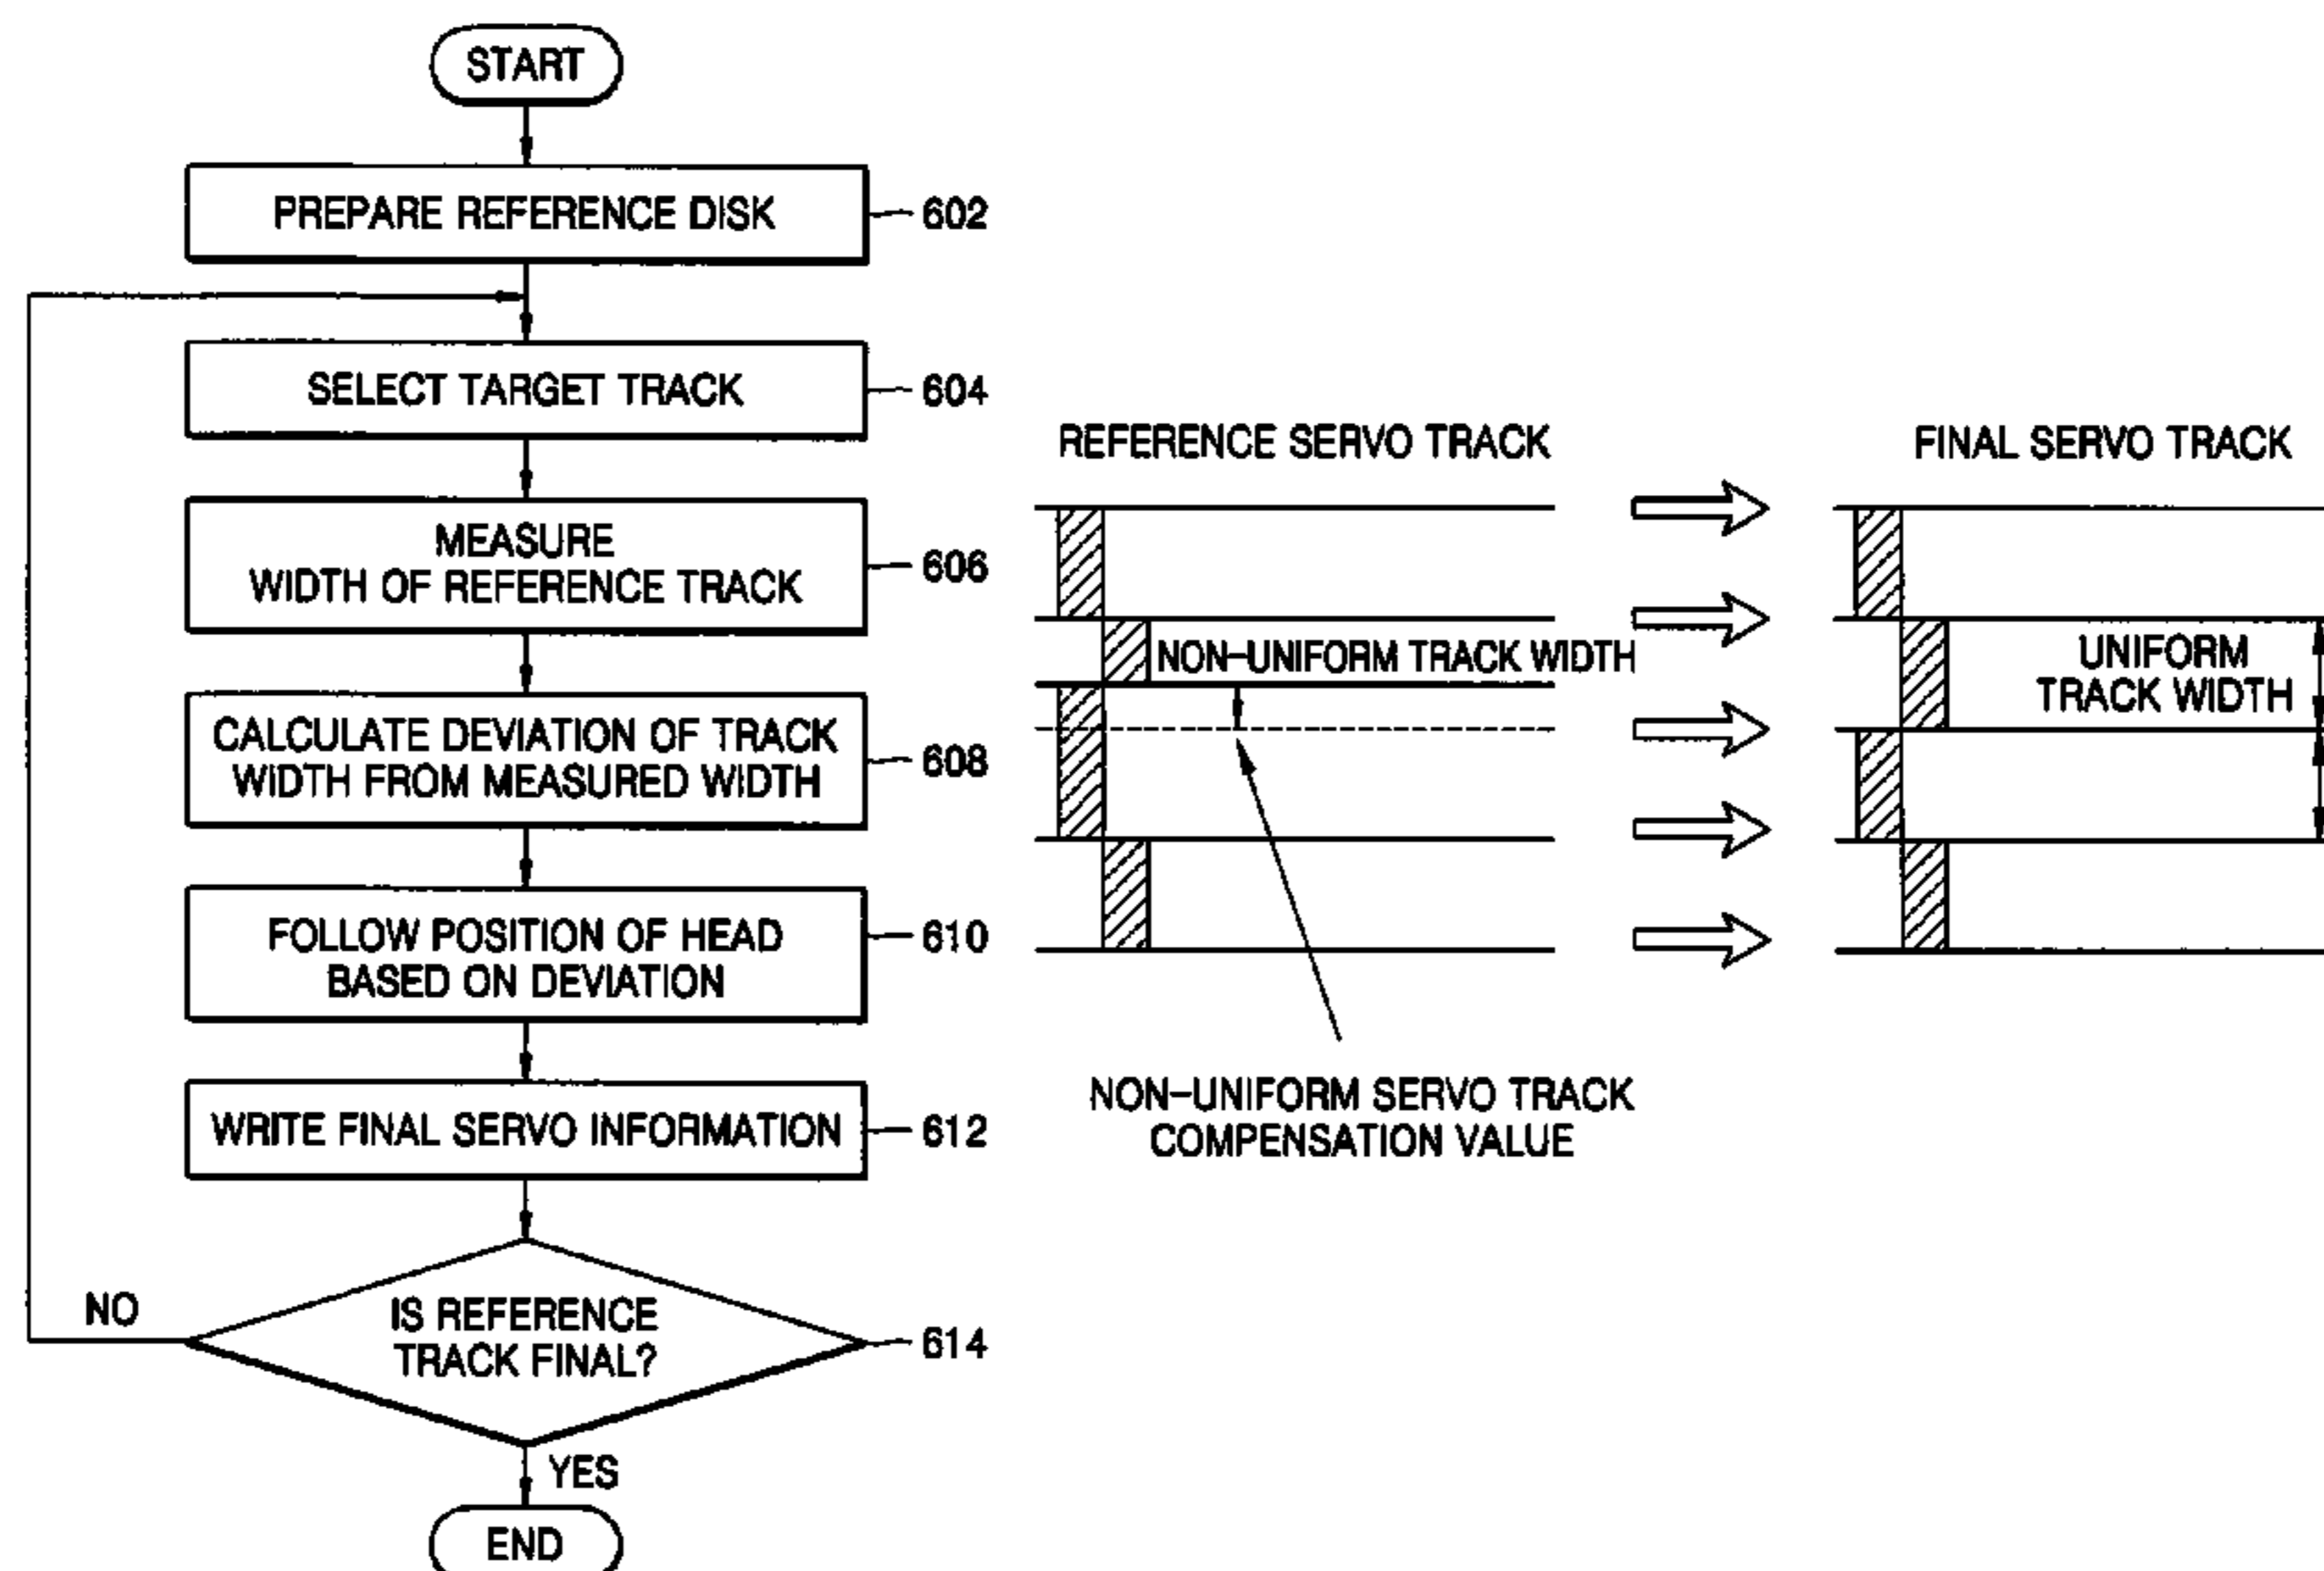 START
PREPARE REFERENCE DISK
602
SELECT TARGET TRACK
604
MEASURE
WIDTH OF REFERENCE TRACK
606
CALCULATE DEVIATION OF TRACK
WIDTH FROM MEASURED WIDTH
608
FOLLOW POSITION OF HEAD
BASED ON DEVIATION
610
WRITE FINAL SERVO INFORMATION
612
IS REFERENCE
TRACK FINAL?
614
NO
YES
END
REFERENCE SERVO TRACK
NON-UNIFORM TRACK WIDTH
NON-UNIFORM SERVO TRACK
COMPENSATION VALUE
FINAL SERVO TRACK
UNIFORM
TRACK WIDTH